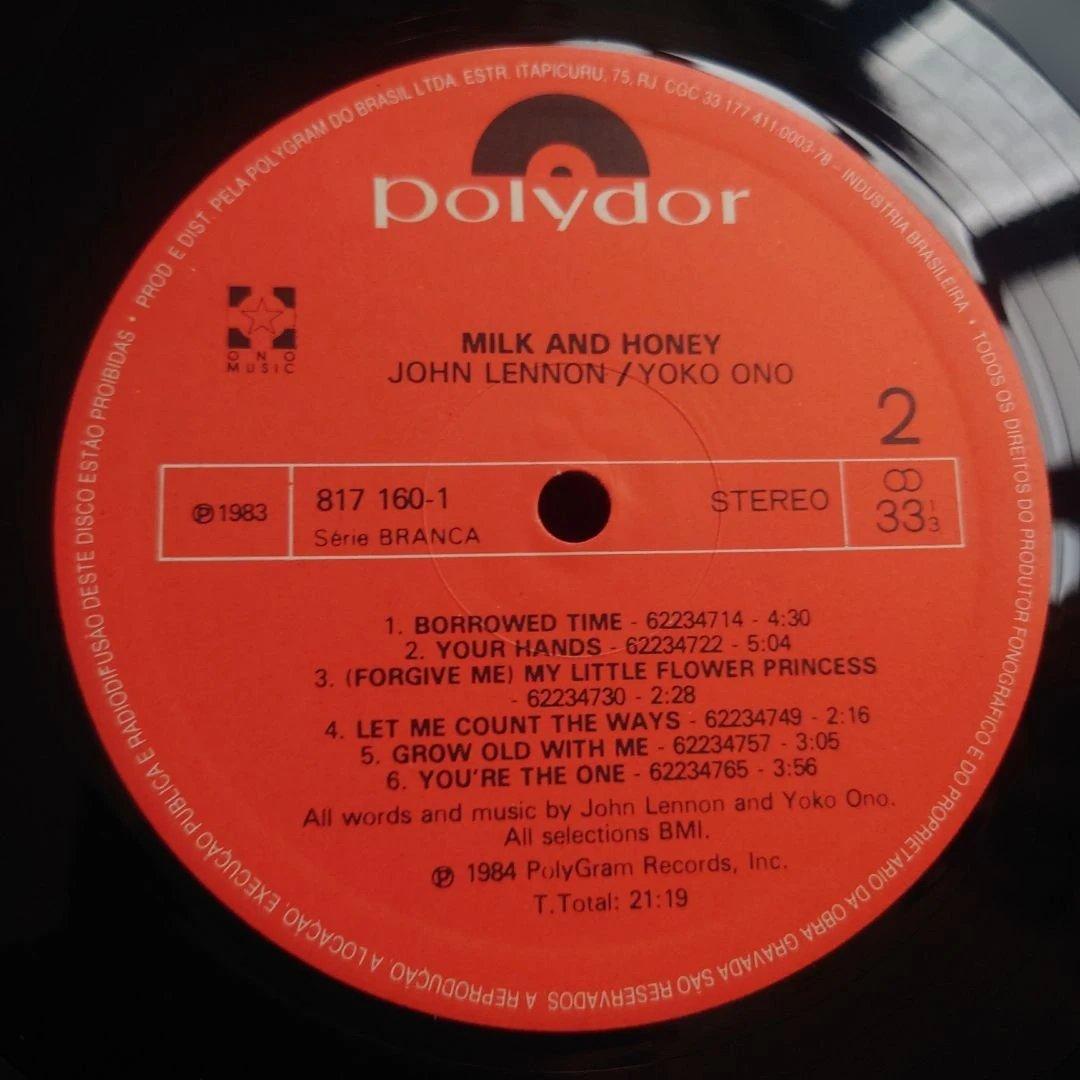 PROD E DIST. PELA POLYGRAM DO BRASIL LTDA. ESTR. ITAPICURU, 75. RJ CGC 33 177 411.0003-78 – INDUSTRIA BRASILEIRA • TODOS OS DIREITOS DO PRODUTOR FONOGRAFICO E DO PROPRIETARIO DA OBRA GRAVADA SÃO RESERVADOS A REPRODUÇÃO, A LOCAÇÃO, EXECUÇÃO PUBLICA E RADIODIFUSÃO DESTE DISCO ESTÃO PROIBIDAS •
polydor
ONO
MUSIC
MILK AND HONEY
JOHN LENNON / YOKO ONO
2
℗1983
817 160-1
Série BRANCA
STEREO
33 1/3
1. BORROWED TIME - 62234714 - 4:30
2. YOUR HANDS - 62234722 - 5:04
3. (FORGIVE ME) MY LITTLE FLOWER PRINCESS
- 62234730 - 2:28
4. LET ME COUNT THE WAYS - 62234749 - 2:16
5. GROW OLD WITH ME - 62234757 - 3:05
6. YOU'RE THE ONE - 62234765 - 3:56
All words and music by John Lennon and Yoko Ono.
All selections BMI.
℗ 1984 PolyGram Records, Inc.
T.Total: 21:19